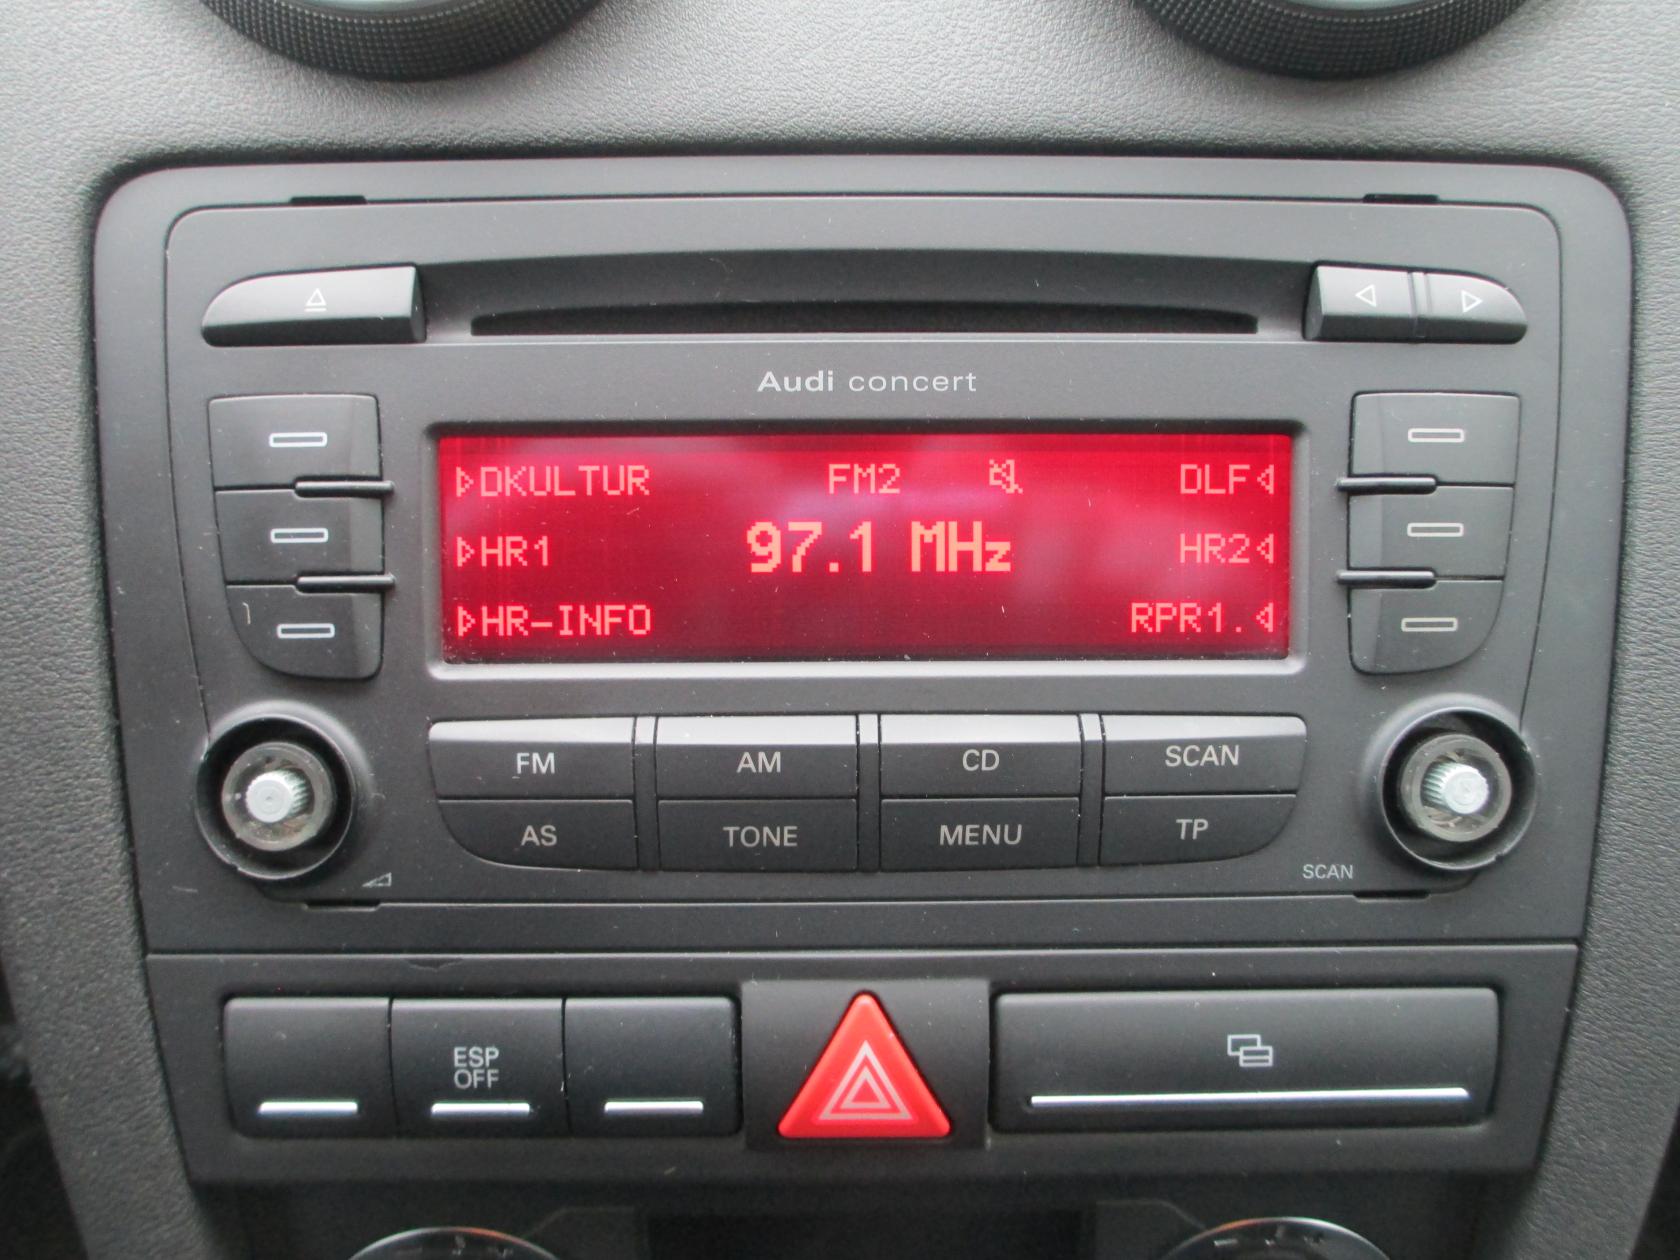 Audi concert
DKULTUR FM2 DLF
HR1 97.1 MHz HR2
HR-INFO RPR1.
FM AM CD SCAN
AS TONE MENU TP
SCAN
ESP
OFF